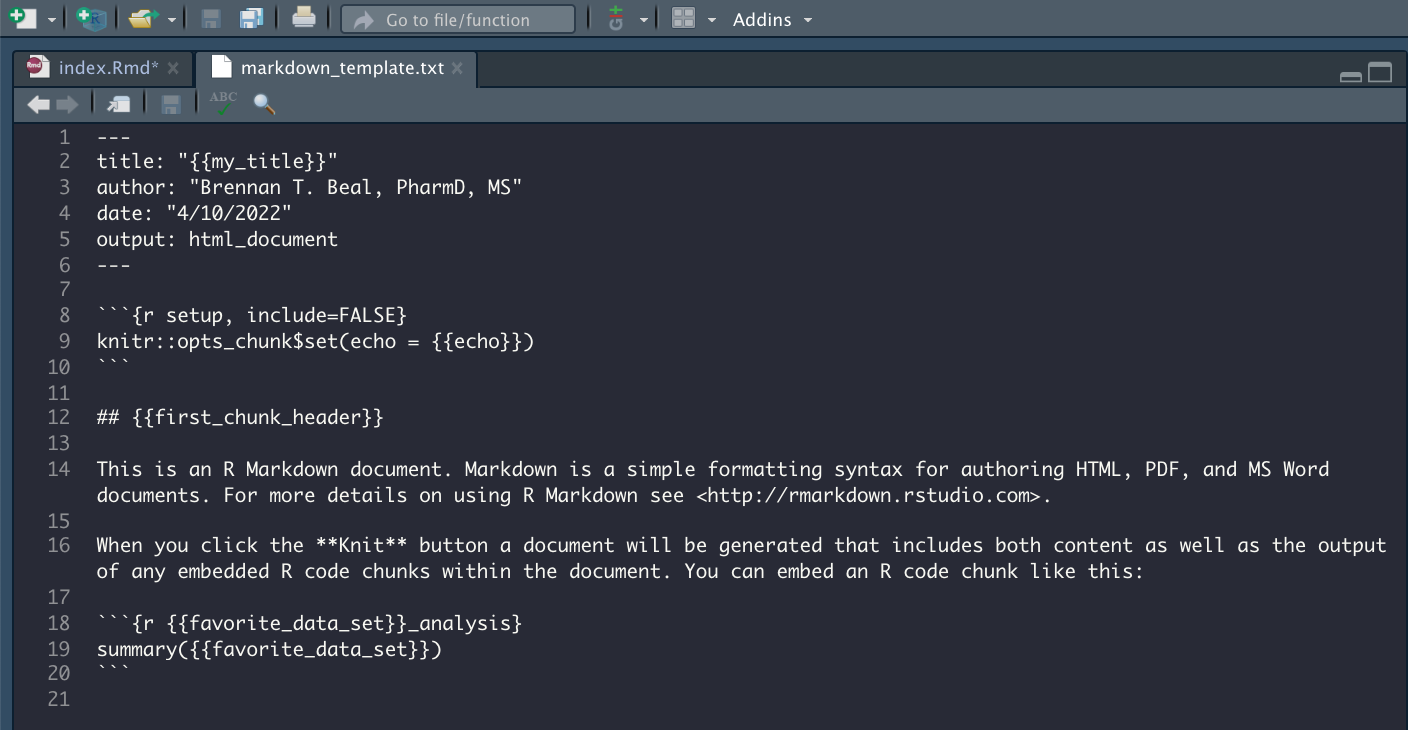 Go to file/function
Addins
index.Rmd*
markdown_template.txt
ABC
1 ---
2 title: "{{my_title}}"
3 author: "Brennan T. Beal, PharmD, MS"
4 date: "4/10/2022"
5 output: html_document
6 ---
7
8 ```{r setup, include=FALSE}
9 knitr::opts_chunk$set(echo = {{echo}})
10 ```
11
12 ## {{first_chunk_header}}
13
14 This is an R Markdown document. Markdown is a simple formatting syntax for authoring HTML, PDF, and MS Word
documents. For more details on using R Markdown see <http://rmarkdown.rstudio.com>.
15
16 When you click the **Knit** button a document will be generated that includes both content as well as the output
of any embedded R code chunks within the document. You can embed an R code chunk like this:
17
18 ```{r {{favorite_data_set}}_analysis}
19 summary({{favorite_data_set}})
20 ```
21